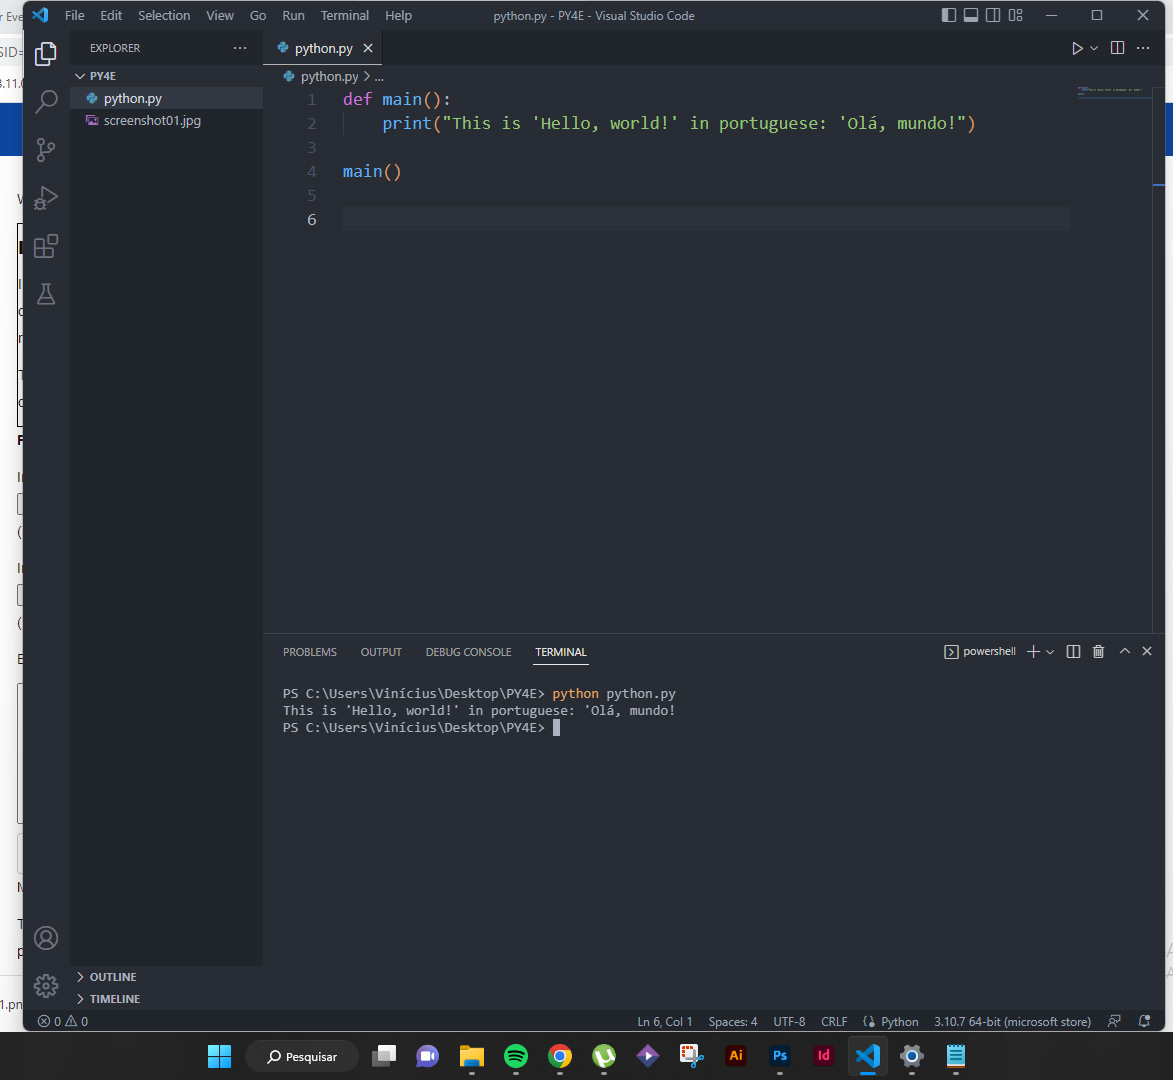 File Edit Selection View Go Run Terminal Help python.py - PY4E - Visual Studio Code
EXPLORER
PY4E
python.py
screenshot01.jpg
OUTLINE
TIMELINE
python.py
python.py > ...
1 def main():
2 print("This is 'Hello, world!' in portuguese: 'Olá, mundo!")
3
4 main()
5
6
PROBLEMS OUTPUT DEBUG CONSOLE TERMINAL powershell
PS C:\Users\Vinícius\Desktop\PY4E> python python.py
This is 'Hello, world!' in portuguese: 'Olá, mundo!
PS C:\Users\Vinícius\Desktop\PY4E>
0 0 Ln 6, Col 1 Spaces: 4 UTF-8 CRLF Python 3.10.7 64-bit (microsoft store)
Pesquisar Ai Ps Id